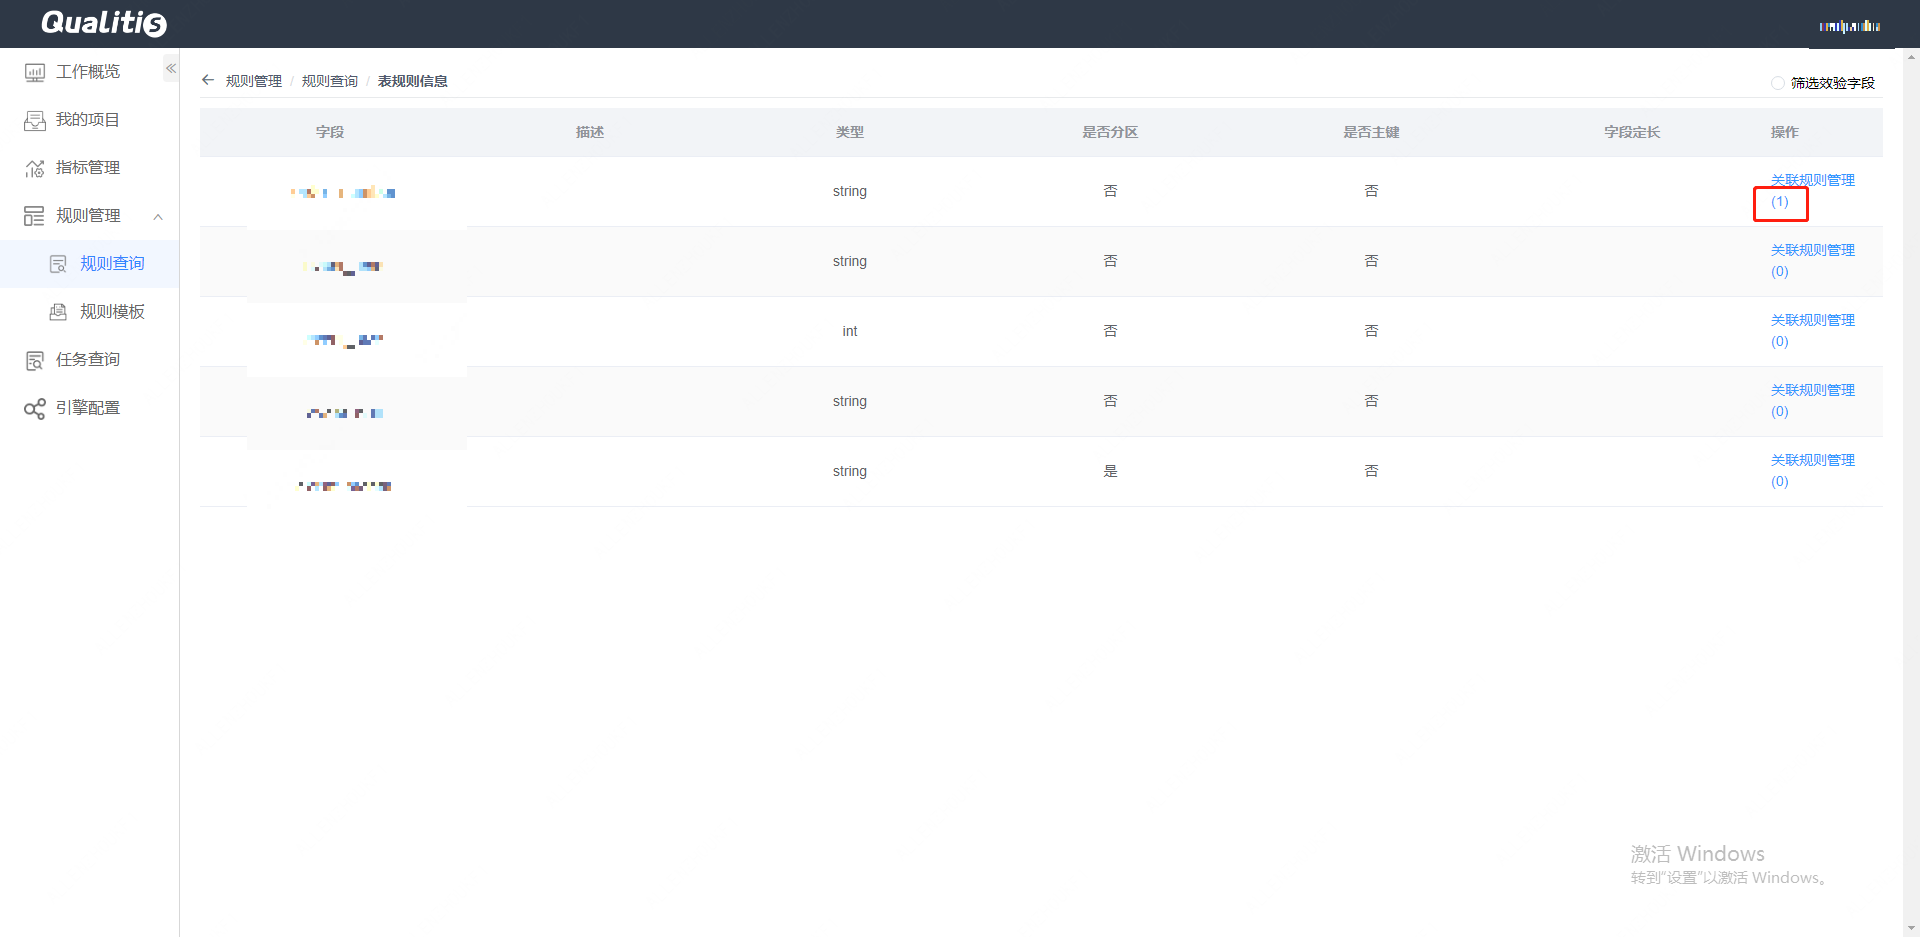 Qualitis
工作概览
我的项目
指标管理
规则管理
规则查询
规则模板
任务查询
引擎配置
规则管理 / 规则查询 / 表规则信息
筛选效验字段
字段 描述 类型 是否分区 是否主键 字段定长 操作
string 否 否 关联规则管理
(1)
string 否 否 关联规则管理
(0)
int 否 否 关联规则管理
(0)
string 否 否 关联规则管理
(0)
string 是 否 关联规则管理
(0)
激活 Windows
转到“设置”以激活 Windows。